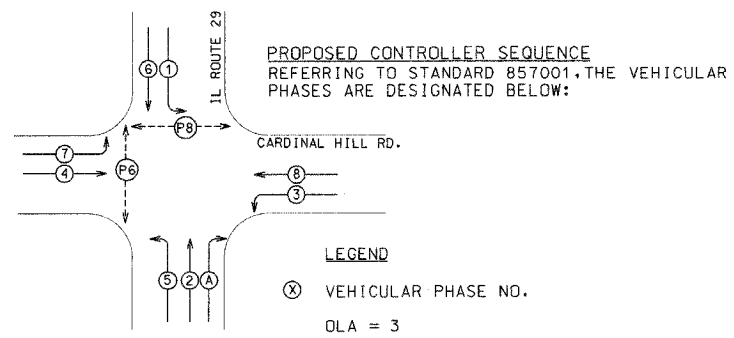 IL ROUTE 29
PROPOSED CONTROLLER SEQUENCE
REFERRING TO STANDARD 857001, THE VEHICULAR
PHASES ARE DESIGNATED BELOW:
6 1
P8
CARDINAL HILL RD.
7
4
P6
8
3
5 2 A
LEGEND
X VEHICULAR PHASE NO.
OLA = 3